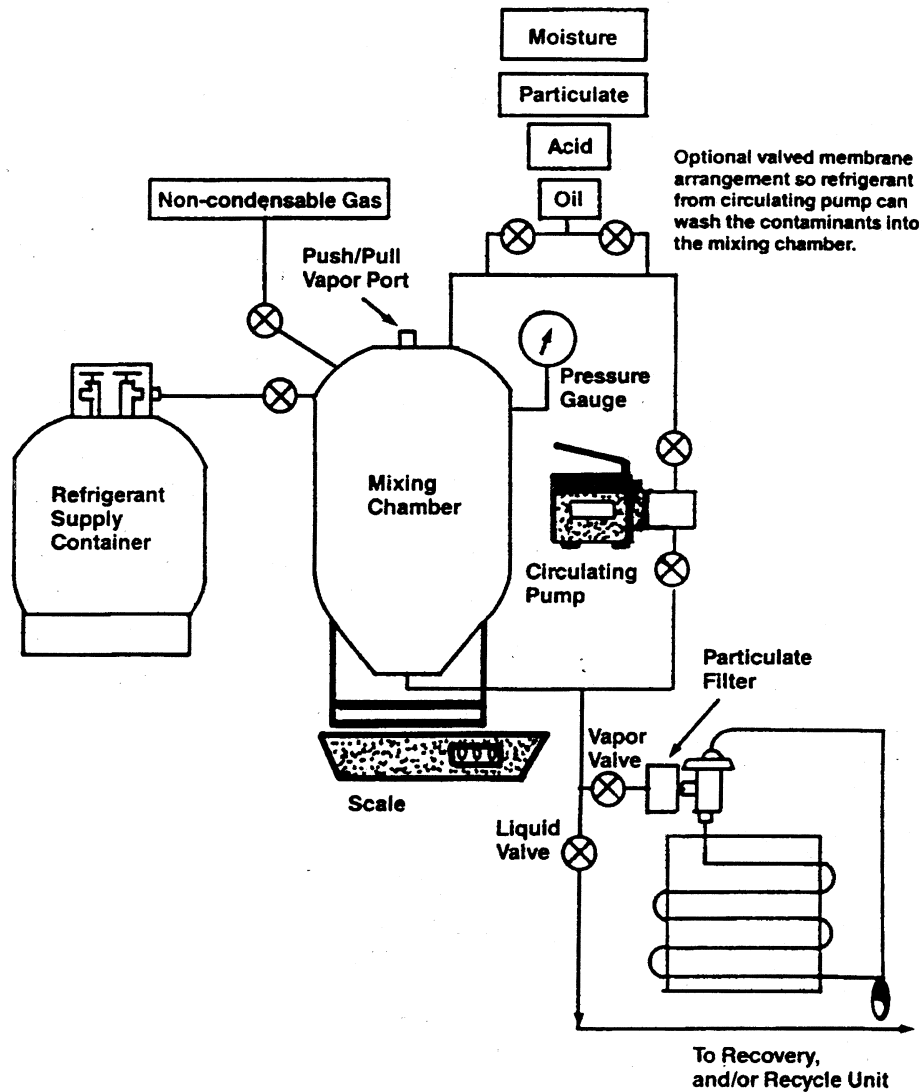 Moisture
Particulate
Acid
Oil
Optional valved membrane
arrangement so refrigerant
from circulating pump can
wash the contaminants into
the mixing chamber.
Non-condensable Gas
Push/Pull
Vapor Port
Pressure
Gauge
Refrigerant
Supply
Container
Mixing
Chamber
Circulating
Pump
Particulate
Filter
Vapor
Valve
Scale
Liquid
Valve
To Recovery,
and/or Recycle Unit